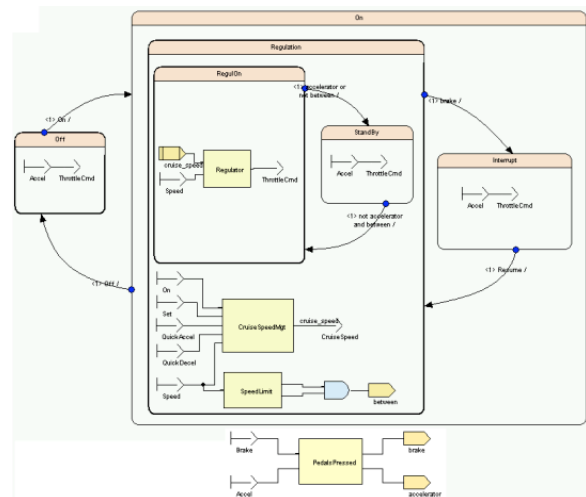 On
Regulation
RegulOn
<1> accelerator or
not between /
<1> On /
<1> brake /
Off
StandBy
Interrupt
cruise_speed
Regulator
Accel
ThrottleCmd
Speed
ThrottleCmd
Accel
ThrottleCmd
Accel
ThrottleCmd
<1> not accelerator
and between /
<1> Off /
<1> Resume /
On
Set
QuickAccel
QuickDecel
CruiseSpeedMgt
cruise_speed
CruiseSpeed
Speed
SpeedLimit
between
Brake
Accel
PedalsPressed
brake
accelerator